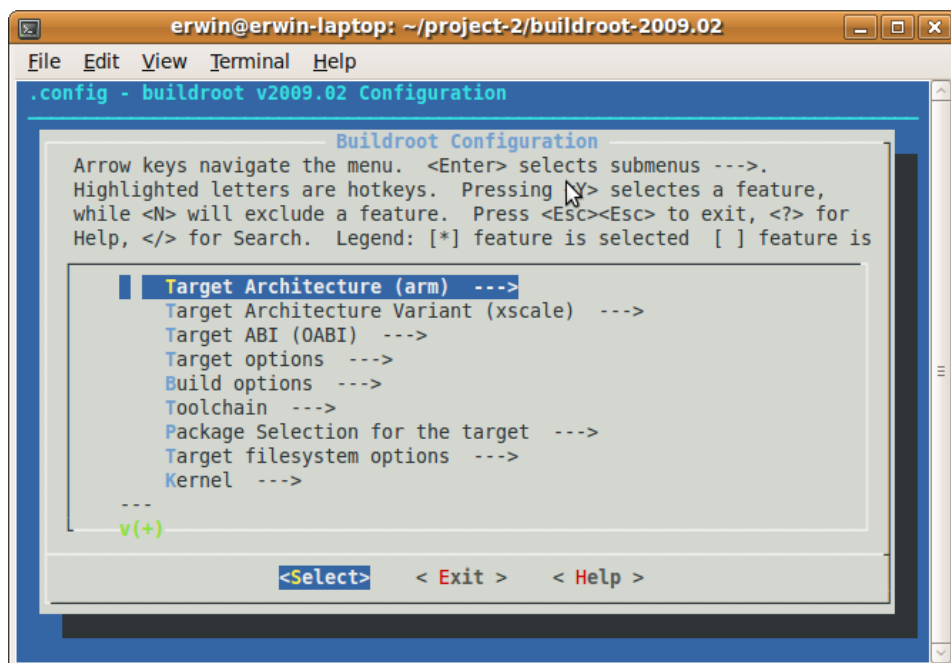 erwin@erwin-laptop: ~/project-2/buildroot-2009.02
File Edit View Terminal Help
.config - buildroot v2009.02 Configuration
Buildroot Configuration
Arrow keys navigate the menu. <Enter> selects submenus --->.
Highlighted letters are hotkeys. Pressing <Y> selectes a feature,
while <N> will exclude a feature. Press <Esc><Esc> to exit, <?> for
Help, </> for Search. Legend: [*] feature is selected [ ] feature is
Target Architecture (arm) --->
Target Architecture Variant (xscale) --->
Target ABI (OABI) --->
Target options --->
Build options --->
Toolchain --->
Package Selection for the target --->
Target filesystem options --->
Kernel --->
---
v(+)
<Select> < Exit > < Help >